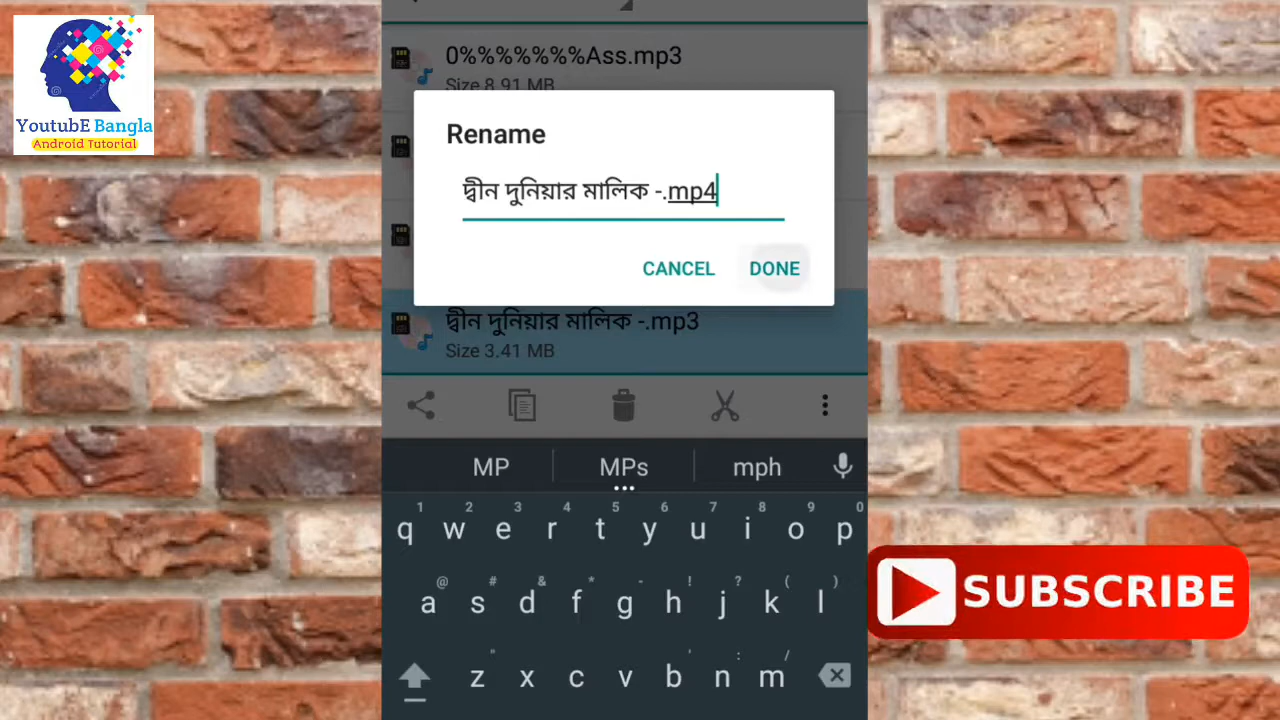 YoutubE Bangla
Android Tutorial
0%%%%%%%Ass.mp3
Size 8.91 MB
Rename
দ্বীন দুনিয়ার মালিক -.mp4
CANCEL DONE
দ্বীন দুনিয়ার মালিক -.mp3
Size 3.41 MB
MP MPs mph
1 2 3 4 5 6 7 8 9 0
q w e r t y u i o p
@ # & * - ! ? ( )
a s d f g h j k l
" ' : /
z x c v b n m
SUBSCRIBE